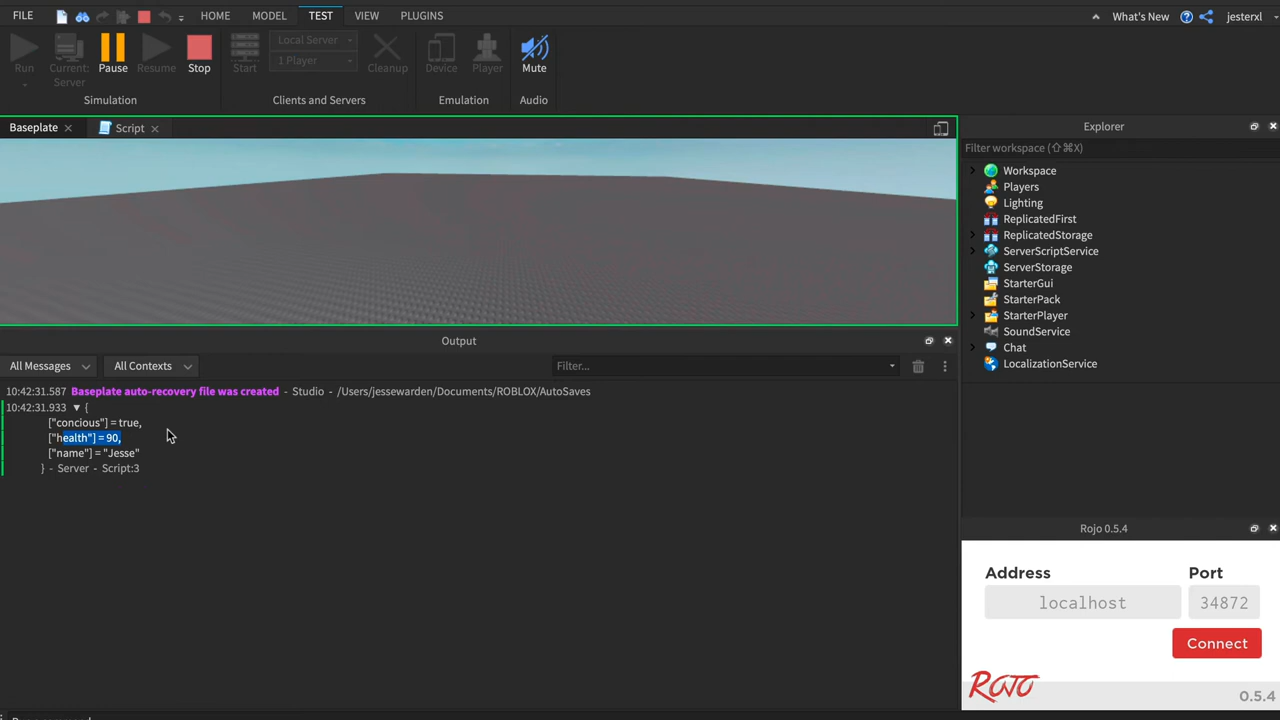 FILE HOME MODEL TEST VIEW PLUGINS What's New jesterxl
Run Current: Server Pause Resume Stop Start Local Server 1 Player Cleanup Device Player Mute
Simulation Clients and Servers Emulation Audio
Baseplate Script
Output
All Messages All Contexts Filter...
10:42:31.587 Baseplate auto-recovery file was created - Studio - /Users/jessewarden/Documents/ROBLOX/AutoSaves
10:42:31.933 ▼ {
["concious"] = true,
["health"] = 90,
["name"] = "Jesse"
} - Server - Script:3
Explorer
Filter workspace (⇧⌘X)
Workspace
Players
Lighting
ReplicatedFirst
ReplicatedStorage
ServerScriptService
ServerStorage
StarterGui
StarterPack
StarterPlayer
SoundService
Chat
LocalizationService
Rojo 0.5.4
Address Port
localhost 34872
Connect
ROJO 0.5.4